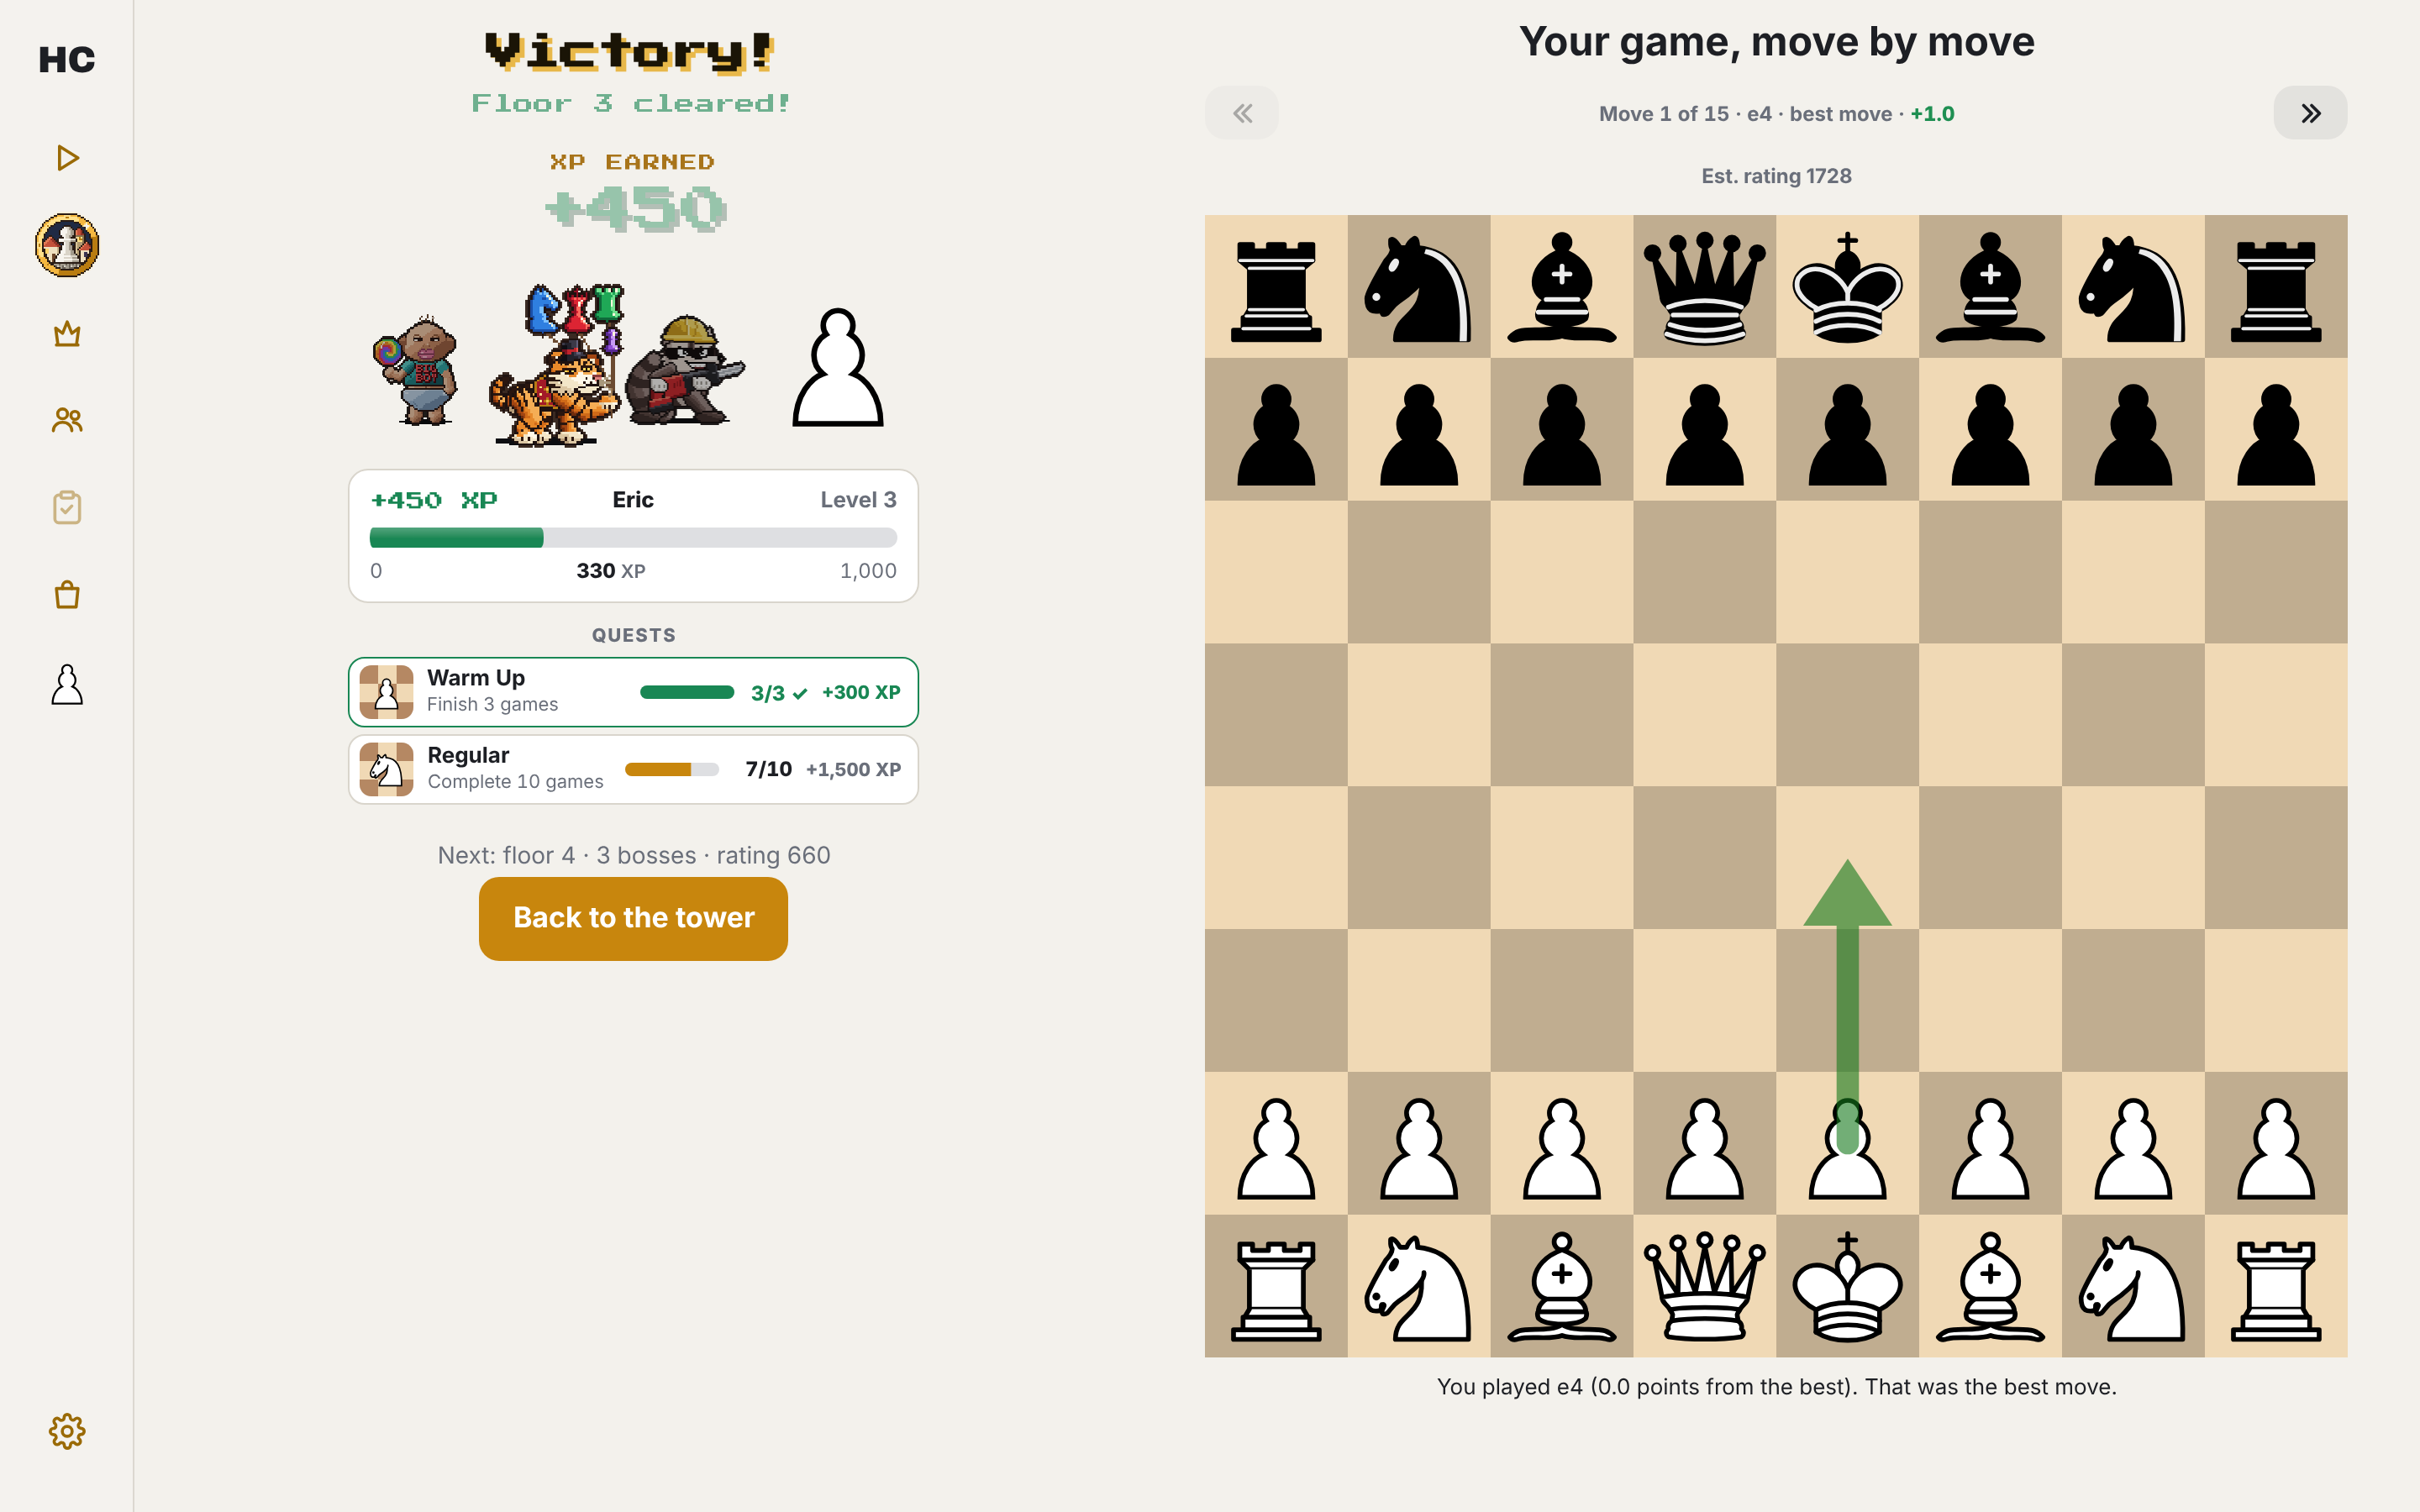 HC
Victory!
Floor 3 cleared!
XP EARNED
+450
BIG
BOY
+450 XP Eric Level 3
0 330 XP 1,000
QUESTS
Warm Up
Finish 3 games
3/3 ✓ +300 XP
Regular
Complete 10 games
7/10 +1,500 XP
Next: floor 4 · 3 bosses · rating 660
Back to the tower
Your game, move by move
Move 1 of 15 · e4 · best move · +1.0
Est. rating 1728
You played e4 (0.0 points from the best). That was the best move.